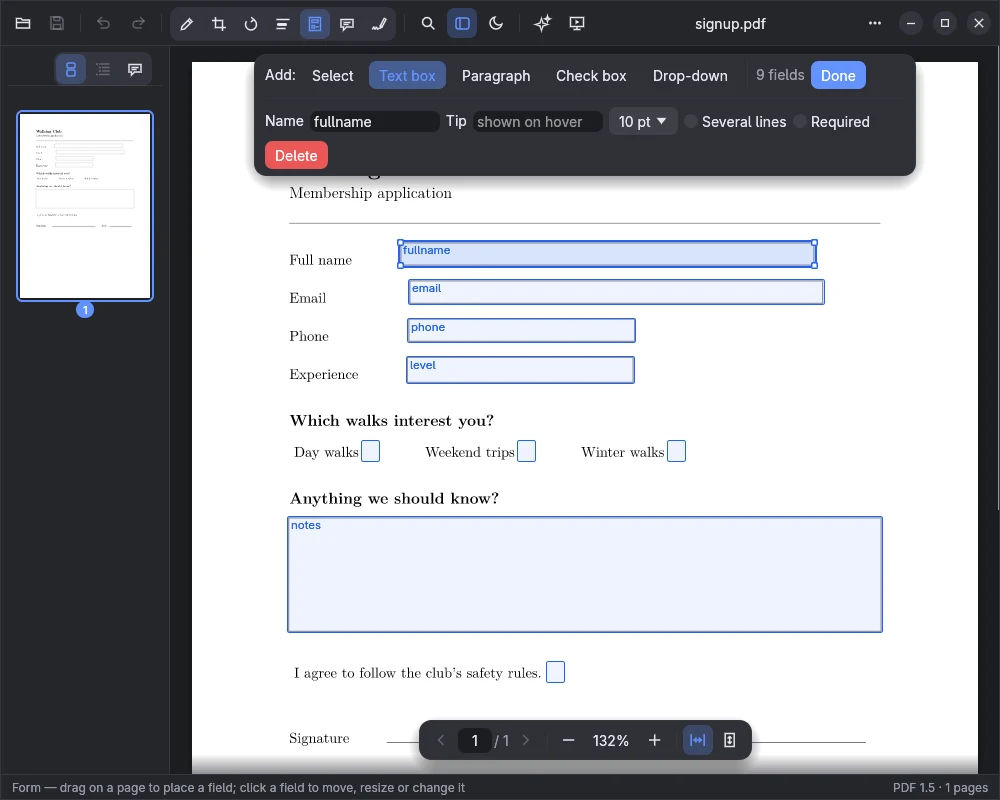 signup.pdf
Add: Select Text box Paragraph Check box Drop-down 9 fields Done
Name fullname Tip shown on hover 10 pt Several lines Required
Delete
Membership application
Full name fullname
Email email
Phone phone
Experience level
Which walks interest you?
Day walks Weekend trips Winter walks
Anything we should know?
notes
I agree to follow the club's safety rules.
Signature
1
1 / 1 132%
Form — drag on a page to place a field; click a field to move, resize or change it PDF 1.5 · 1 pages